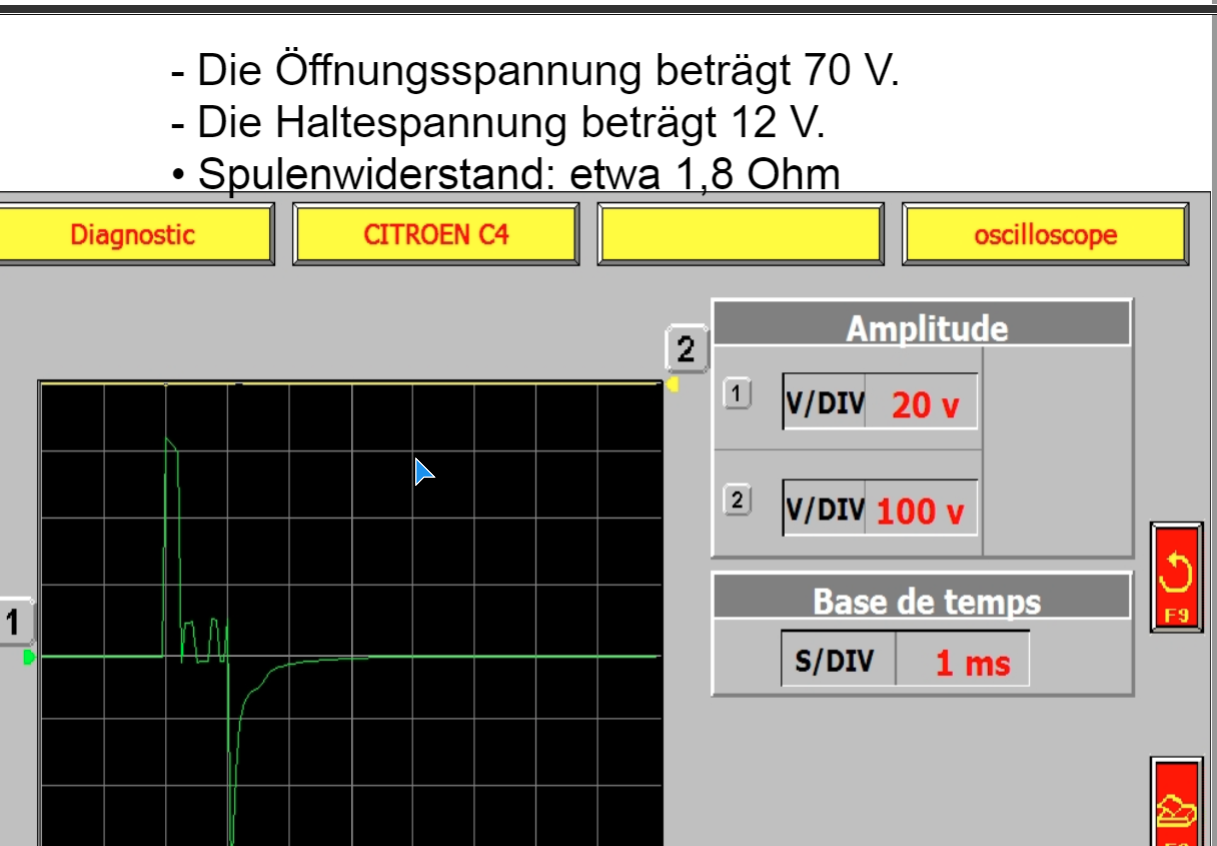 - Die Öffnungsspannung beträgt 70 V.
- Die Haltespannung beträgt 12 V.
• Spulenwiderstand: etwa 1,8 Ohm
Diagnostic
CITROEN C4
oscilloscope
2
Amplitude
1
V/DIV
20 v
2
V/DIV
100 v
1
Base de temps
S/DIV
1 ms
F9